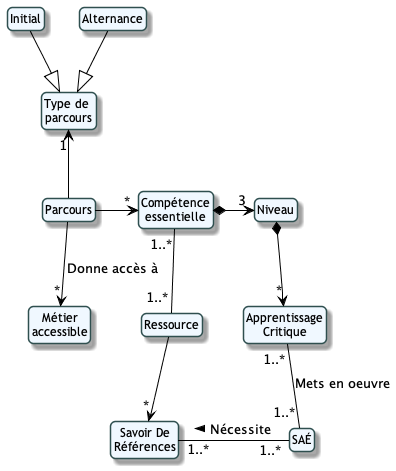 Initial
Alternance
Type de
parcours
1
Parcours
*
Compétence
essentielle
3
Niveau
1..*
Donne accès à
*
1..*
*
Métier
accessible
Ressource
Apprentissage
Critique
1..*
Mets en oeuvre
*
1..*
Savoir De
Références
Nécessite
1..*
1..*
SAÉ